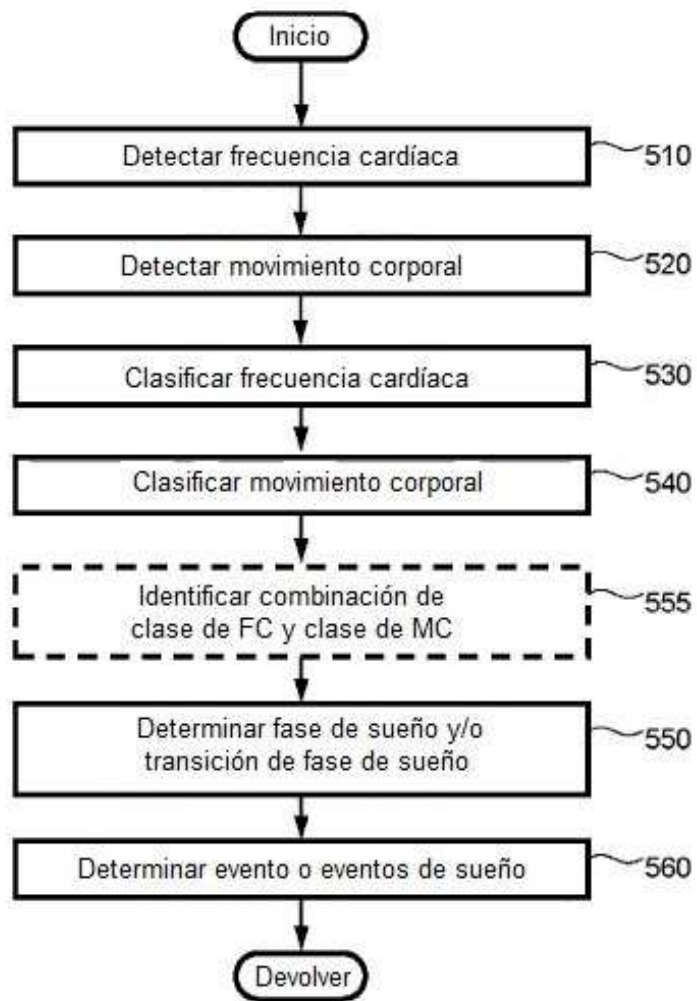 Inicio
Detectar frecuencia cardíaca
510
Detectar movimiento corporal
520
Clasificar frecuencia cardíaca
530
Clasificar movimiento corporal
540
Identificar combinación de
clase de FC y clase de MC
555
Determinar fase de sueño y/o
transición de fase de sueño
550
Determinar evento o eventos de sueño
560
Devolver